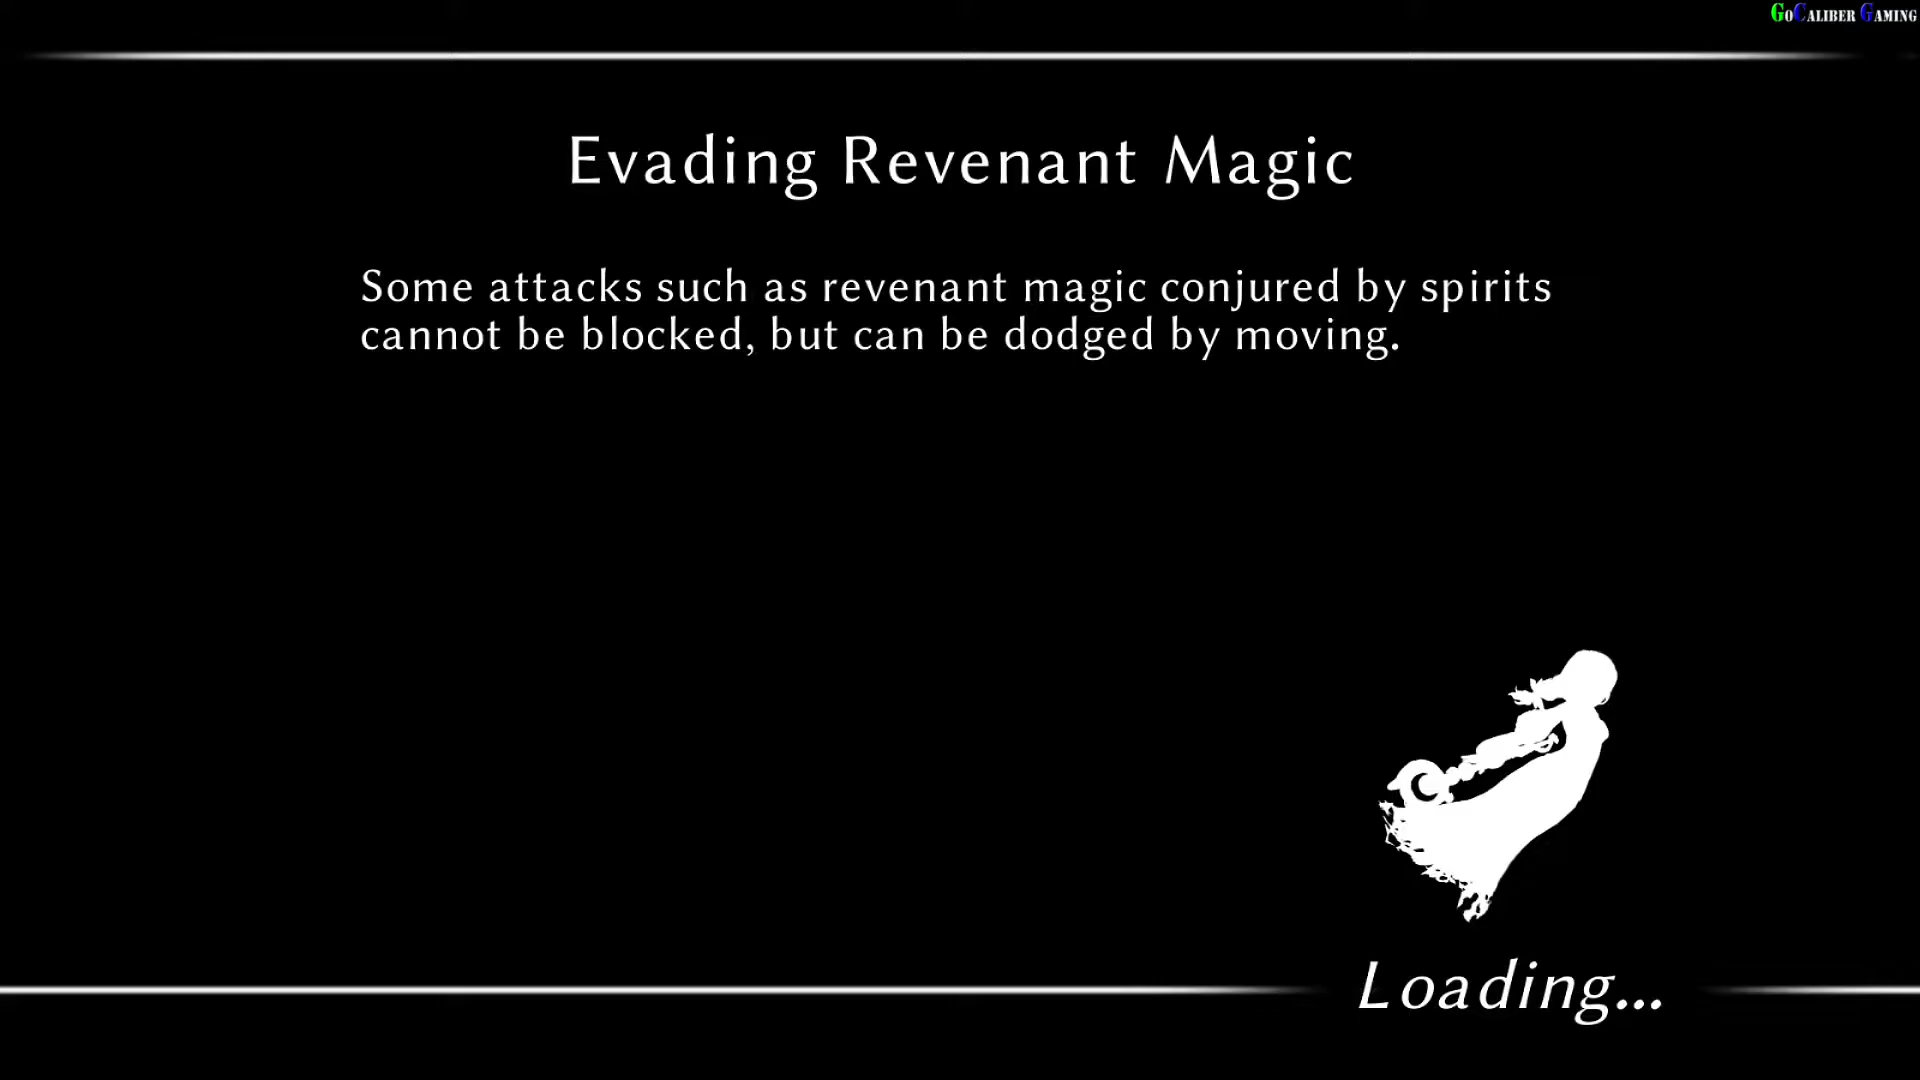 GoCaliber Gaming
Evading Revenant Magic
Some attacks such as revenant magic conjured by spirits
cannot be blocked, but can be dodged by moving.
Loading...